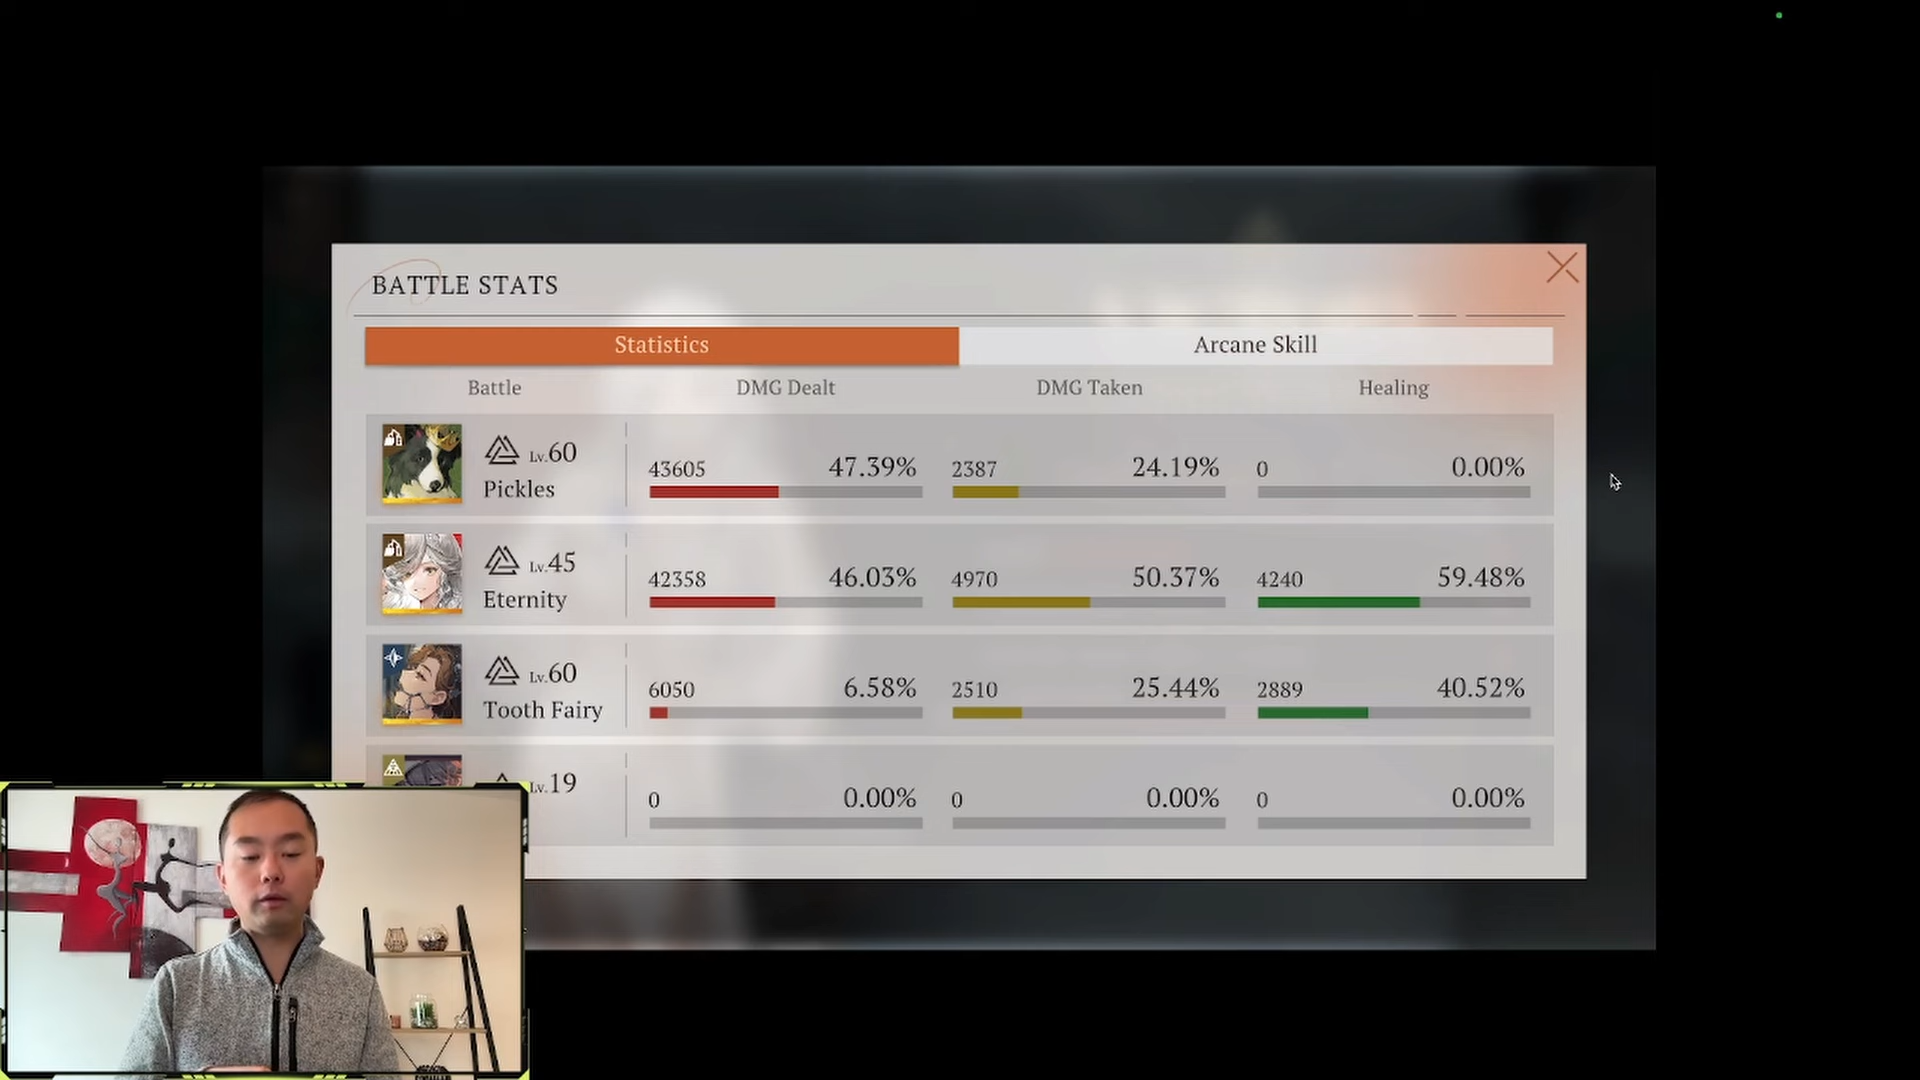 BATTLE STATS
Statistics
Arcane Skill
Battle
DMG Dealt
DMG Taken
Healing
Lv.60
Pickles
43605
47.39%
2387
24.19%
0
0.00%
Lv.45
Eternity
42358
46.03%
4970
50.37%
4240
59.48%
Lv.60
Tooth Fairy
6050
6.58%
2510
25.44%
2889
40.52%
Lv.19
0
0.00%
0
0.00%
0
0.00%